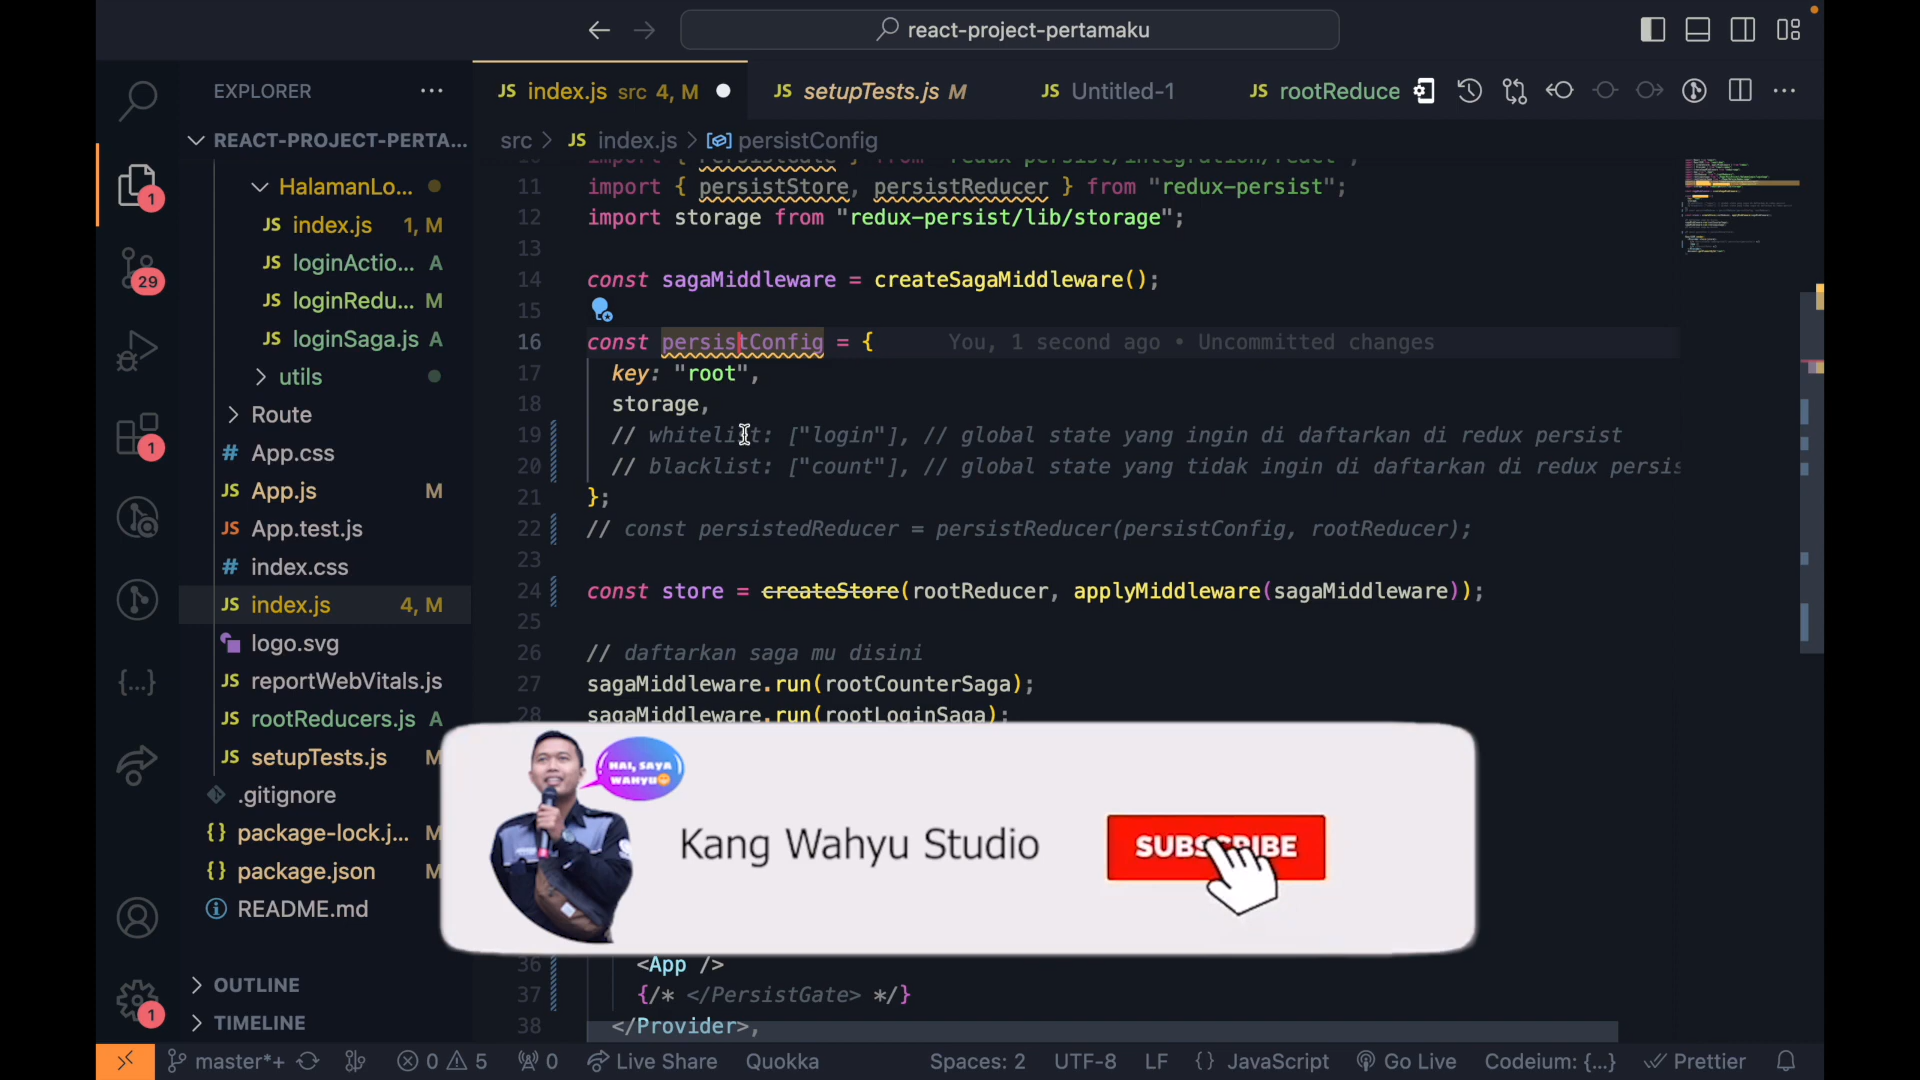 react-project-pertamaku
EXPLORER
index.js src 4, M
setupTests.js M
Untitled-1
rootReduce
REACT-PROJECT-PERTA...
src > JS index.js > persistConfig
HalamanLo...
JS index.js 1, M
JS loginActio... A
JS loginRedu... M
JS loginSaga.js A
utils
Route
# App.css
JS App.js M
JS App.test.js
# index.css
JS index.js 4, M
logo.svg
JS reportWebVitals.js
JS rootReducers.js A
JS setupTests.js M
.gitignore
{} package-lock.j... M
{} package.json M
README.md
OUTLINE
TIMELINE
1
29
1
1
11 import { persistStore, persistReducer } from "redux-persist";
12 import storage from "redux-persist/lib/storage";
13
14 const sagaMiddleware = createSagaMiddleware();
15
16 const persistConfig = { You, 1 second ago • Uncommitted changes
17 key: "root",
18 storage,
19 // whitelist: ["login"], // global state yang ingin di daftarkan di redux persist
20 // blacklist: ["count"], // global state yang tidak ingin di daftarkan di redux persis
21 };
22 // const persistedReducer = persistReducer(persistConfig, rootReducer);
23
24 const store = createStore(rootReducer, applyMiddleware(sagaMiddleware));
25
26 // daftarkan saga mu disini
27 sagaMiddleware.run(rootCounterSaga);
28 sagaMiddleware.run(rootLoginSaga);
HAI, SAYA
WAHYU
Kang Wahyu Studio
SUBSCRIBE
36 <App />
37 {/* </PersistGate> */}
38 </Provider>,
master*+ 0 5 0 Live Share Quokka Spaces: 2 UTF-8 LF {} JavaScript Go Live Codeium: {...} Prettier